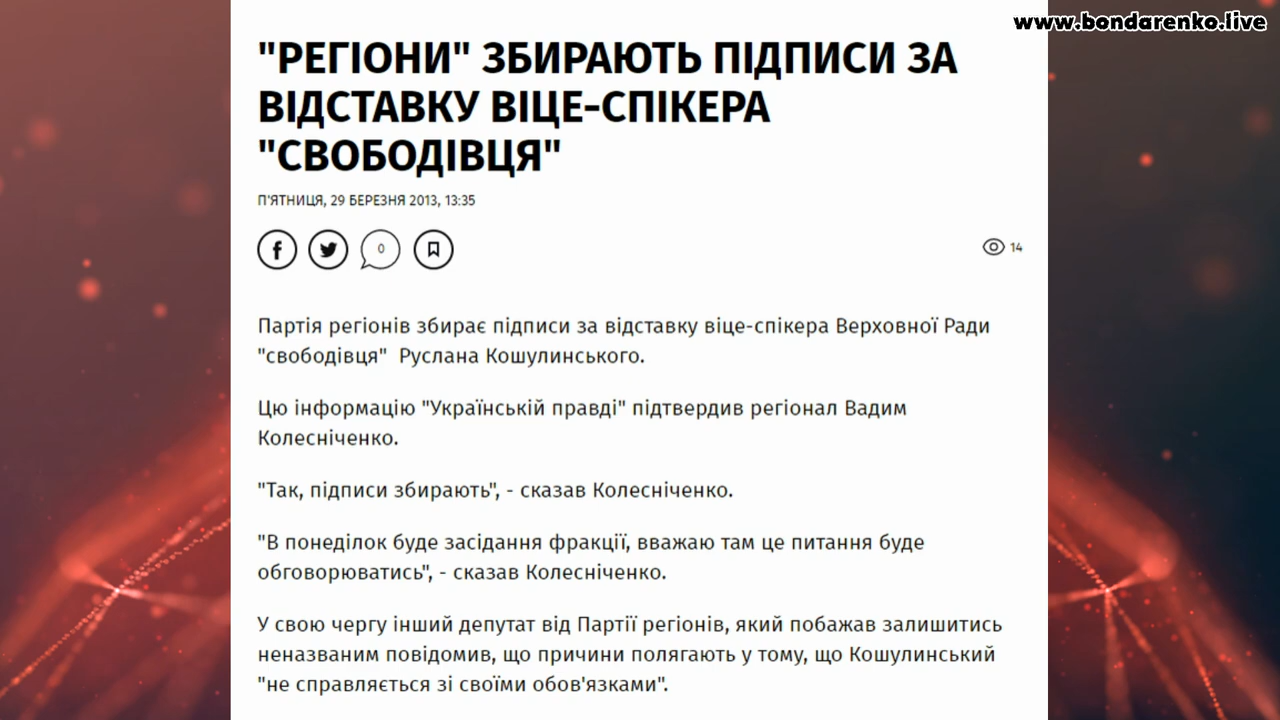 www.bondarenko.live
"РЕГІОНИ" ЗБИРАЮТЬ ПІДПИСИ ЗА
ВІДСТАВКУ ВІЦЕ-СПІКЕРА
"СВОБОДІВЦЯ"
П'ЯТНИЦЯ, 29 БЕРЕЗНЯ 2013, 13:35
0
14
Партія регіонів збирає підписи за відставку віце-спікера Верховної Ради
"свободівця" Руслана Кошулинського.
Цю інформацію "Українській правді" підтвердив регіонал Вадим
Колесніченко.
"Так, підписи збирають", - сказав Колесніченко.
"В понеділок буде засідання фракції, вважаю там це питання буде
обговорюватись", - сказав Колесніченко.
У свою чергу інший депутат від Партії регіонів, який побажав залишитись
неназваним повідомив, що причини полягають у тому, що Кошулинський
"не справляється зі своїми обов'язками".